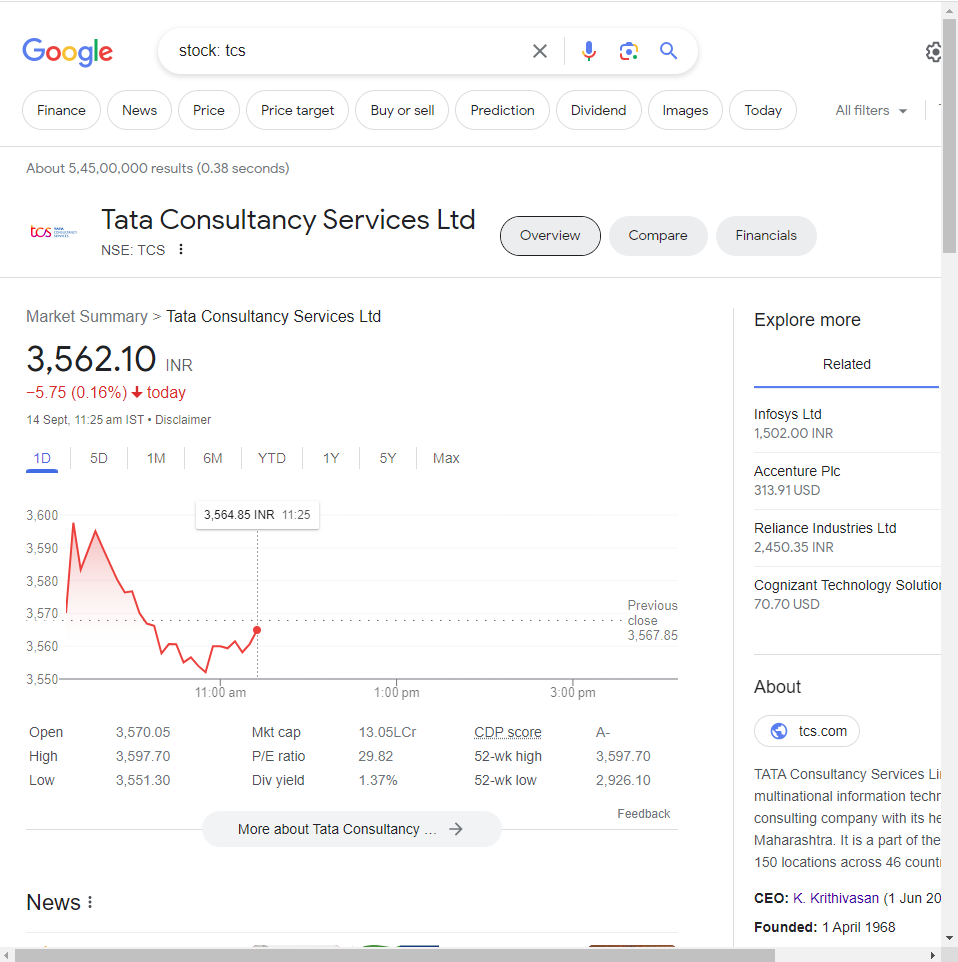 Google
stock: tcs
Finance
News
Price
Price target
Buy or sell
Prediction
Dividend
Images
Today
All filters
About 5,45,00,000 results (0.38 seconds)
tcs TATA CONSULTANCY SERVICES
Tata Consultancy Services Ltd
NSE: TCS
Overview
Compare
Financials
Market Summary > Tata Consultancy Services Ltd
3,562.10 INR
−5.75 (0.16%) today
14 Sept, 11:25 am IST • Disclaimer
1D
5D
1M
6M
YTD
1Y
5Y
Max
3,564.85 INR 11:25
3,600
3,590
3,580
3,570
3,560
3,550
Previous
close
3,567.85
11:00 am
1:00 pm
3:00 pm
Open 3,570.05
High 3,597.70
Low 3,551.30
Mkt cap 13.05LCr
P/E ratio 29.82
Div yield 1.37%
CDP score A-
52-wk high 3,597.70
52-wk low 2,926.10
Feedback
More about Tata Consultancy ...
News
Explore more
Related
Infosys Ltd
1,502.00 INR
Accenture Plc
313.91 USD
Reliance Industries Ltd
2,450.35 INR
Cognizant Technology Solution
70.70 USD
About
tcs.com
TATA Consultancy Services Li
multinational information techn
consulting company with its he
Maharashtra. It is a part of the
150 locations across 46 countr
CEO: K. Krithivasan (1 Jun 20
Founded: 1 April 1968